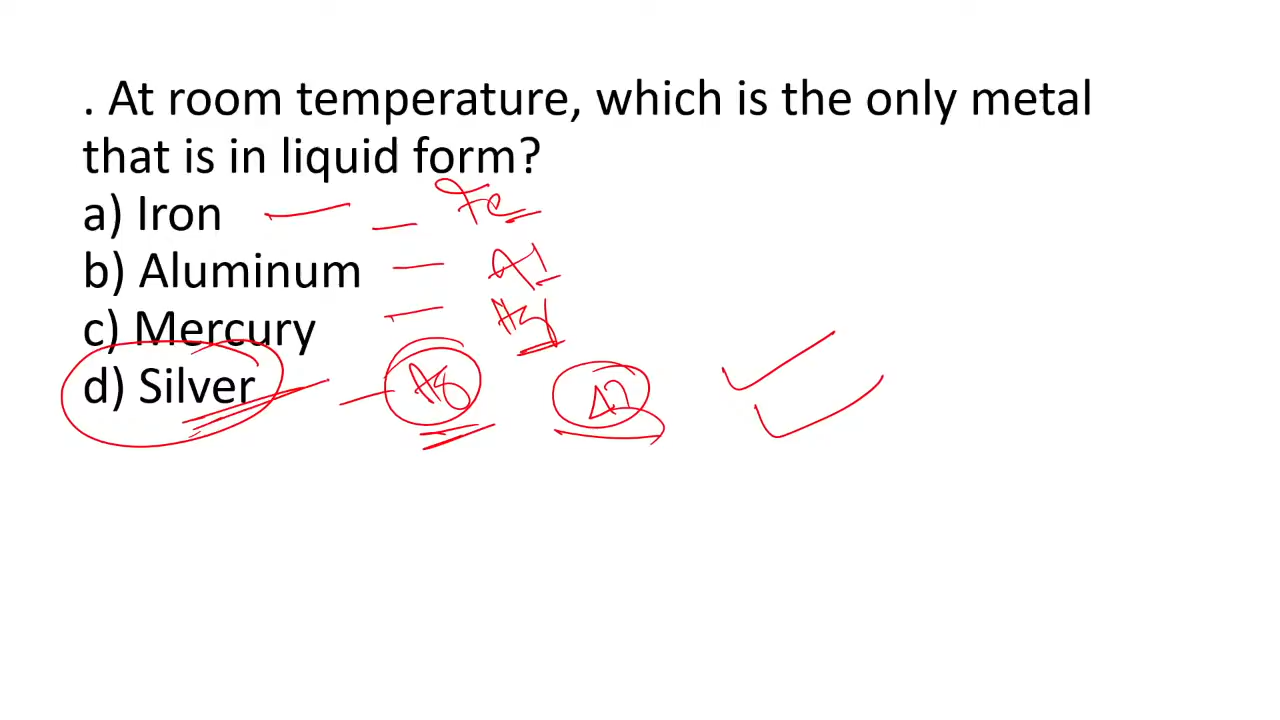 . At room temperature, which is the only metal
that is in liquid form?
a) Iron — — Fe
b) Aluminum — Al
c) Mercury — Hg
d) Silver — Ag 47